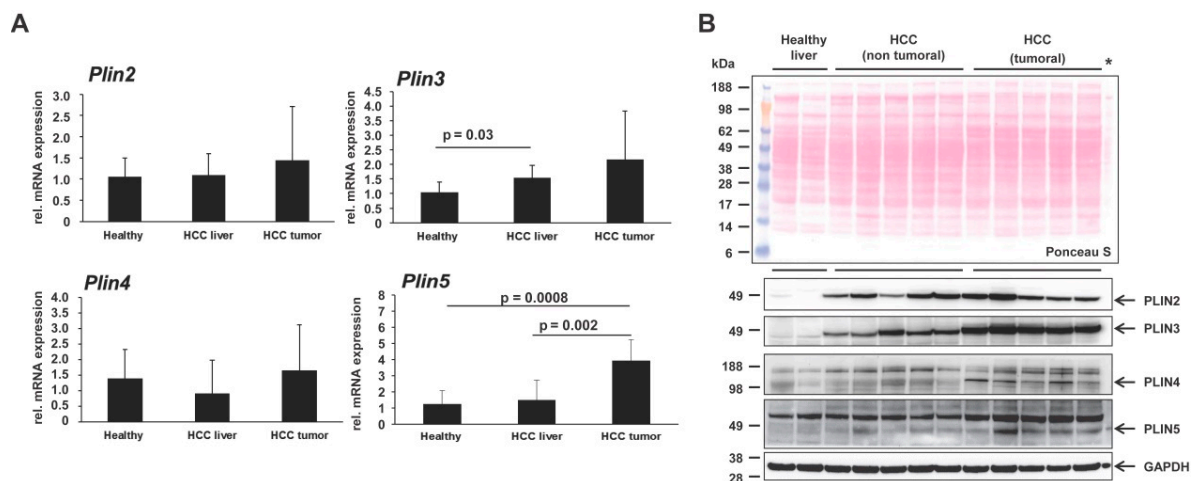 A
Plin2
rel. mRNA expression
3.0
2.5
2.0
1.5
1.0
0.5
0
Healthy
HCC liver
HCC tumor
Plin3
rel. mRNA expression
4.5
4.0
3.5
3.0
2.5
2.0
1.5
1.0
0.5
0.0
p = 0.03
Healthy
HCC liver
HCC tumor
Plin4
rel. mRNA expression
4.0
3.5
3.0
2.5
2.0
1.5
1.0
0.5
0.0
Healthy
HCC liver
HCC tumor
Plin5
rel. mRNA expression
8
7
6
5
4
3
2
1
0
p = 0.0008
p = 0.002
Healthy
HCC liver
HCC tumor
B
Healthy
liver
HCC
(non tumoral)
HCC
(tumoral)
*
kDa
188
98
62
49
38
28
17
14
6
Ponceau S
49
PLIN2
49
PLIN3
188
98
PLIN4
49
PLIN5
38
28
GAPDH